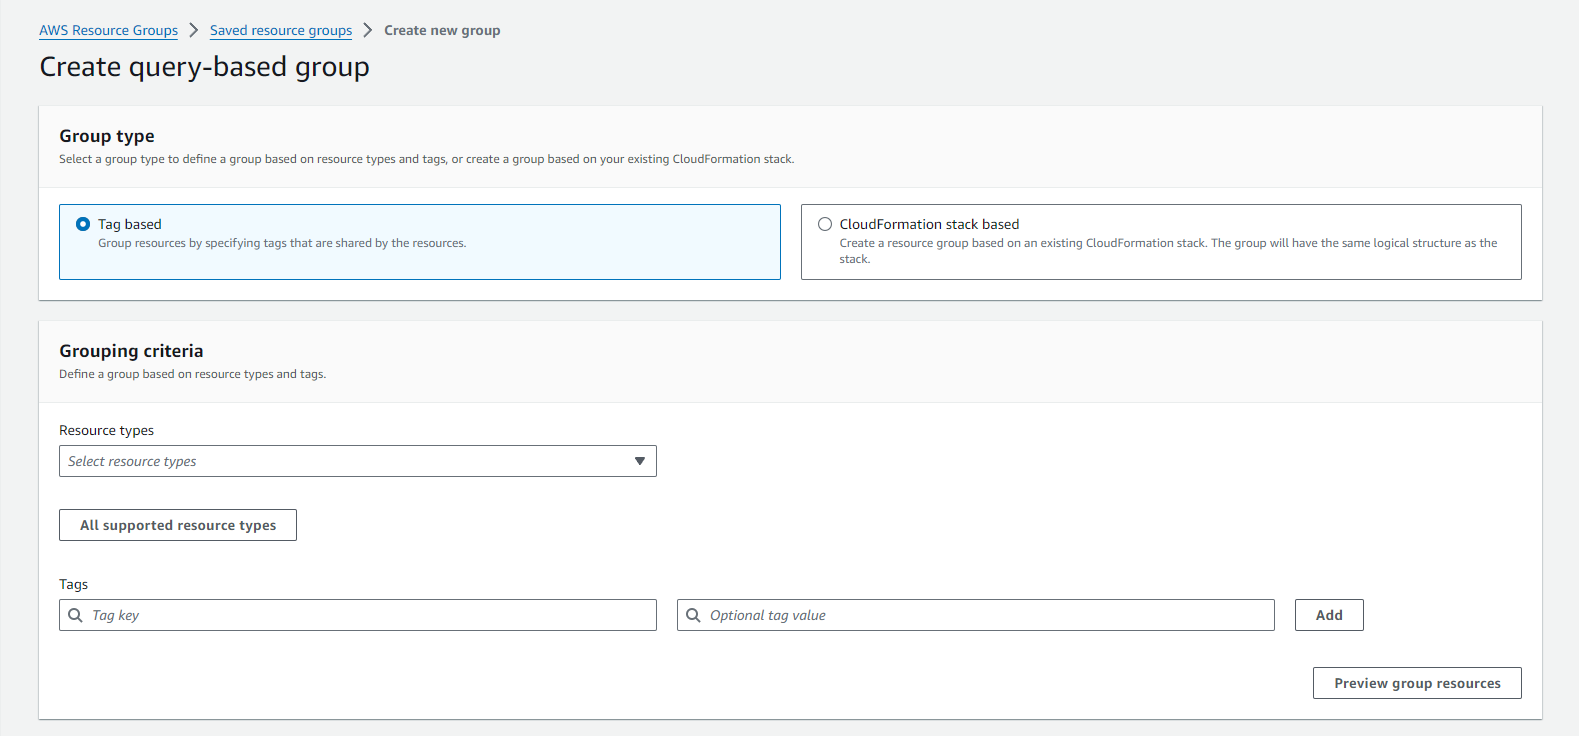 AWS Resource Groups > Saved resource groups > Create new group
Create query-based group
Group type
Select a group type to define a group based on resource types and tags, or create a group based on your existing CloudFormation stack.
Tag based
Group resources by specifying tags that are shared by the resources.
CloudFormation stack based
Create a resource group based on an existing CloudFormation stack. The group will have the same logical structure as the
stack.
Grouping criteria
Define a group based on resource types and tags.
Resource types
Select resource types
All supported resource types
Tags
Tag key
Optional tag value
Add
Preview group resources